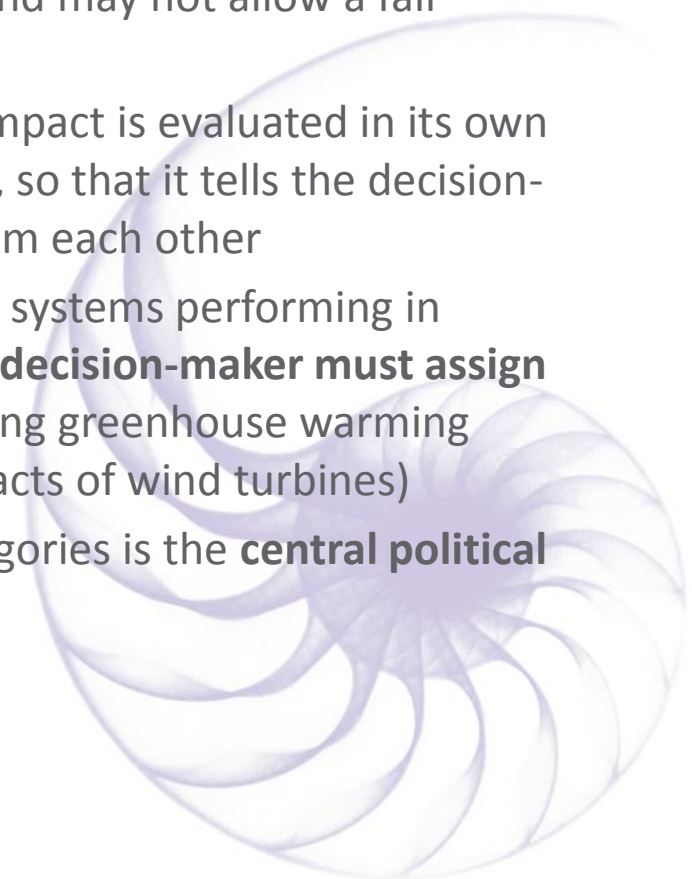 nd may not allow a fair
mpact is evaluated in its own
, so that it tells the decision-
om each other
systems performing in
decision-maker must assign
ng greenhouse warming
acts of wind turbines)
gories is the central political